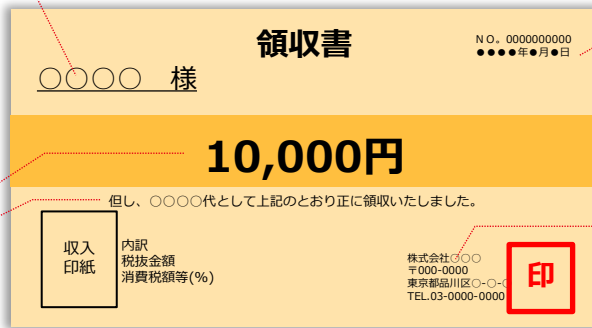 領収書
NO。0000000000
●●●●年●月●日
○○○○　様
10,000円
但し、○○○○代として上記のとおり正に領収いたしました。
収入
印紙
内訳
税抜金額
消費税額等(%)
株式会社○○○
〒000-0000
東京都品川区○-○-○
TEL.03-0000-0000
印